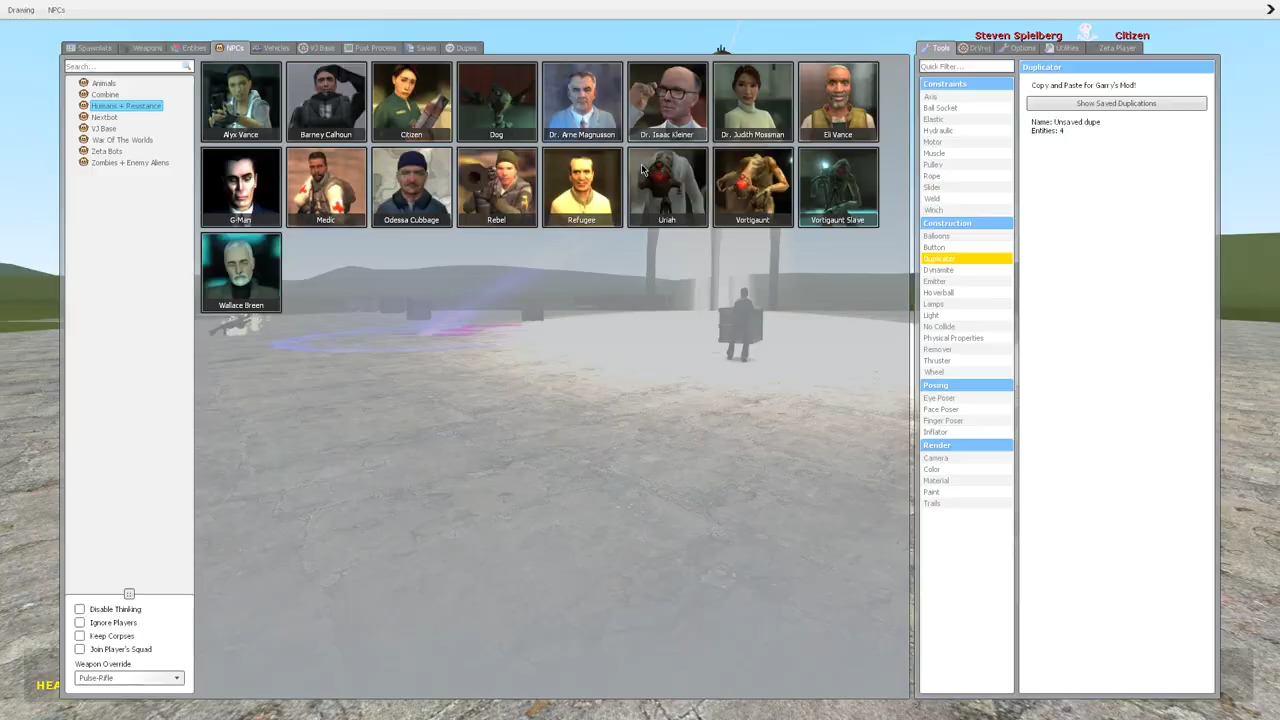 Drawing NPCs
Steven Spielberg Citizen
Spawnlists Weapons Entities NPCs Vehicles VJ Base Post Process Saves Dupes
Search...
Animals
Combine
Humans + Resistance
Nextbot
VJ Base
War Of The Worlds
Zeta Bots
Zombies + Enemy Aliens
Alyx Vance Barney Calhoun Citizen Dog Dr. Arne Magnusson Dr. Isaac Kleiner Dr. Judith Mossman Eli Vance
G-Man Medic Odessa Cubbage Rebel Refugee Uriah Vortigaunt Vortigaunt Slave
Wallace Breen
Disable Thinking
Ignore Players
Keep Corpses
Join Player's Squad
Weapon Override
Pulse-Rifle
HEA
Tools DrVrej Options Utilities Zeta Player
Quick Filter...
Constraints
Axis
Ball Socket
Elastic
Hydraulic
Motor
Muscle
Pulley
Rope
Slider
Weld
Winch
Construction
Balloons
Button
Duplicator
Dynamite
Emitter
Hoverball
Lamps
Light
No Collide
Physical Properties
Remover
Thruster
Wheel
Posing
Eye Poser
Face Poser
Finger Poser
Inflator
Render
Camera
Color
Material
Paint
Trails
Duplicator
Copy and Paste for Garry's Mod!
Show Saved Duplications
Name: Unsaved dupe
Entities: 4